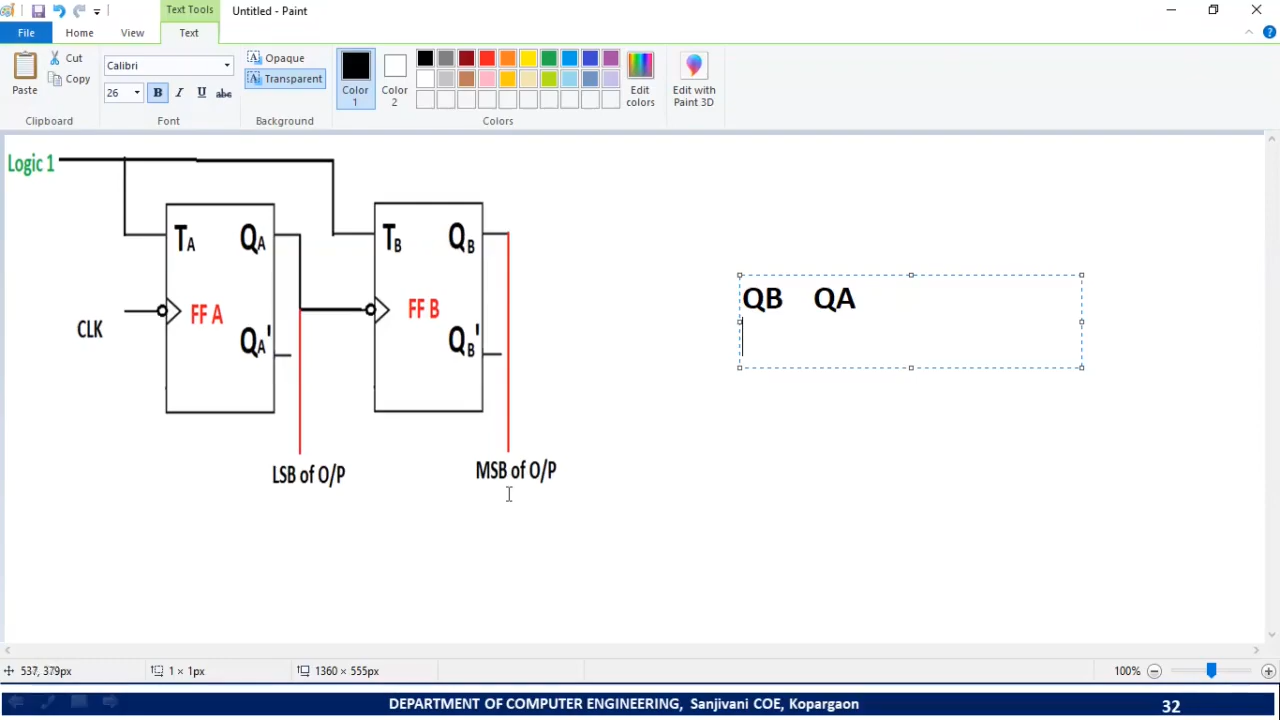 Text Tools
Untitled - Paint
File
Home
View
Text
Paste
Cut
Copy
Clipboard
Calibri
26
B
I
U
abc
Font
Opaque
Transparent
Background
Color 1
Color 2
Edit colors
Colors
Edit with Paint 3D
Logic 1
TA
QA
TB
QB
CLK
FF A
FF B
QA'
QB'
LSB of O/P
MSB of O/P
QB QA
537, 379px
1 × 1px
1360 × 555px
100%
DEPARTMENT OF COMPUTER ENGINEERING, Sanjivani COE, Kopargaon
32